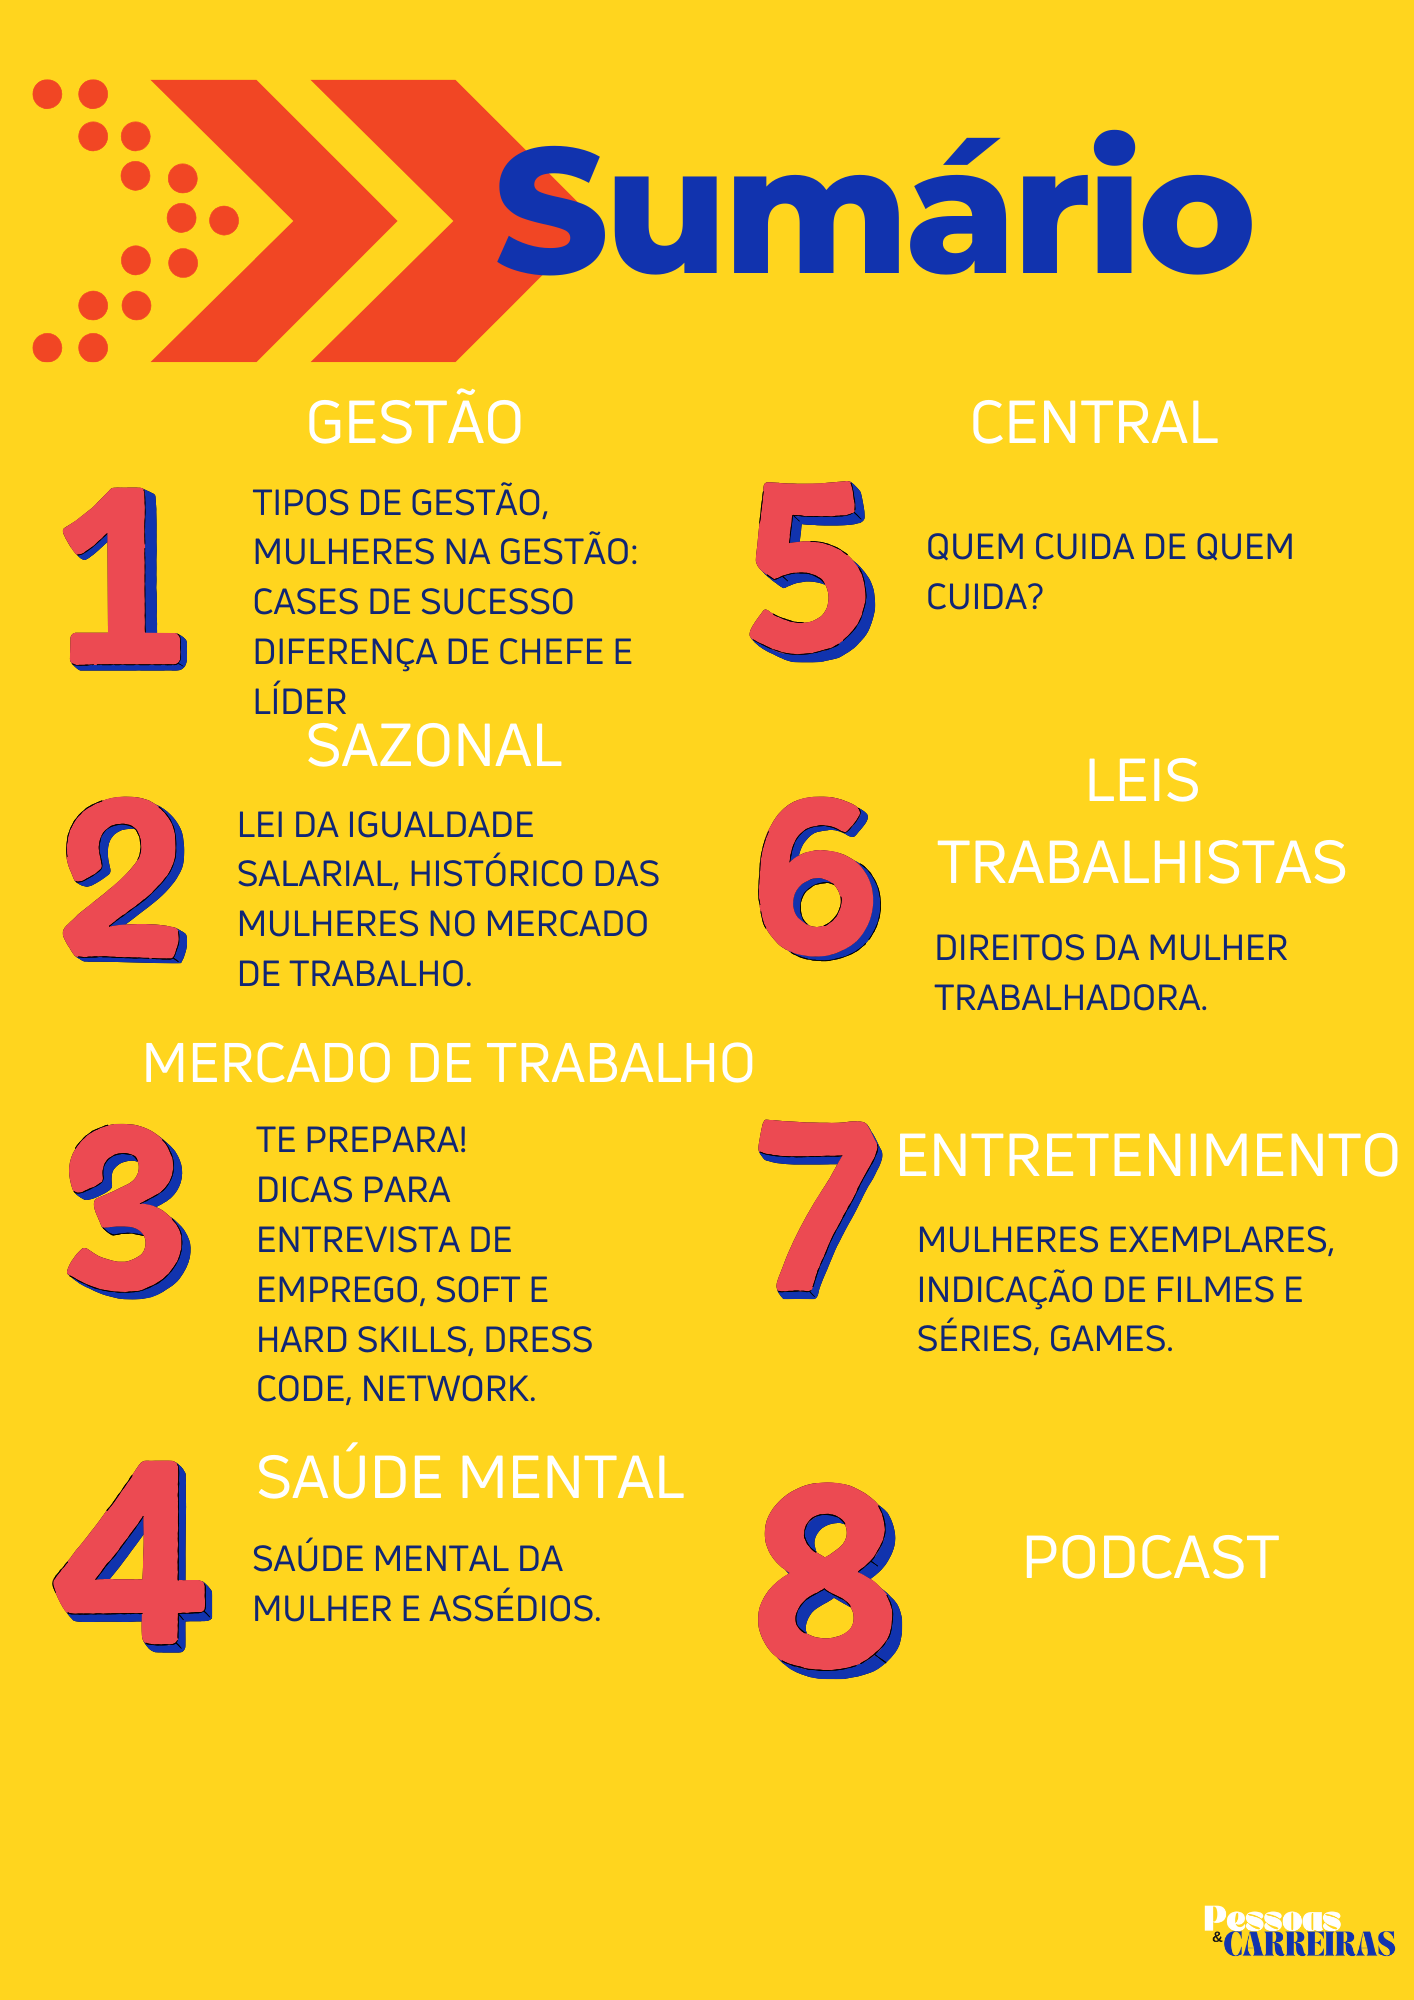 Sumário
GESTÃO
1
TIPOS DE GESTÃO,
MULHERES NA GESTÃO:
CASES DE SUCESSO
DIFERENÇA DE CHEFE E
LÍDER
SAZONAL
2
LEI DA IGUALDADE
SALARIAL, HISTÓRICO DAS
MULHERES NO MERCADO
DE TRABALHO.
MERCADO DE TRABALHO
3
TE PREPARA!
DICAS PARA
ENTREVISTA DE
EMPREGO, SOFT E
HARD SKILLS, DRESS
CODE, NETWORK.
SAÚDE MENTAL
4
SAÚDE MENTAL DA
MULHER E ASSÉDIOS.
CENTRAL
5
QUEM CUIDA DE QUEM
CUIDA?
LEIS
TRABALHISTAS
6
DIREITOS DA MULHER
TRABALHADORA.
7
ENTRETENIMENTO
MULHERES EXEMPLARES,
INDICAÇÃO DE FILMES E
SÉRIES, GAMES.
8
PODCAST
Pessoas
&CARREIRAS